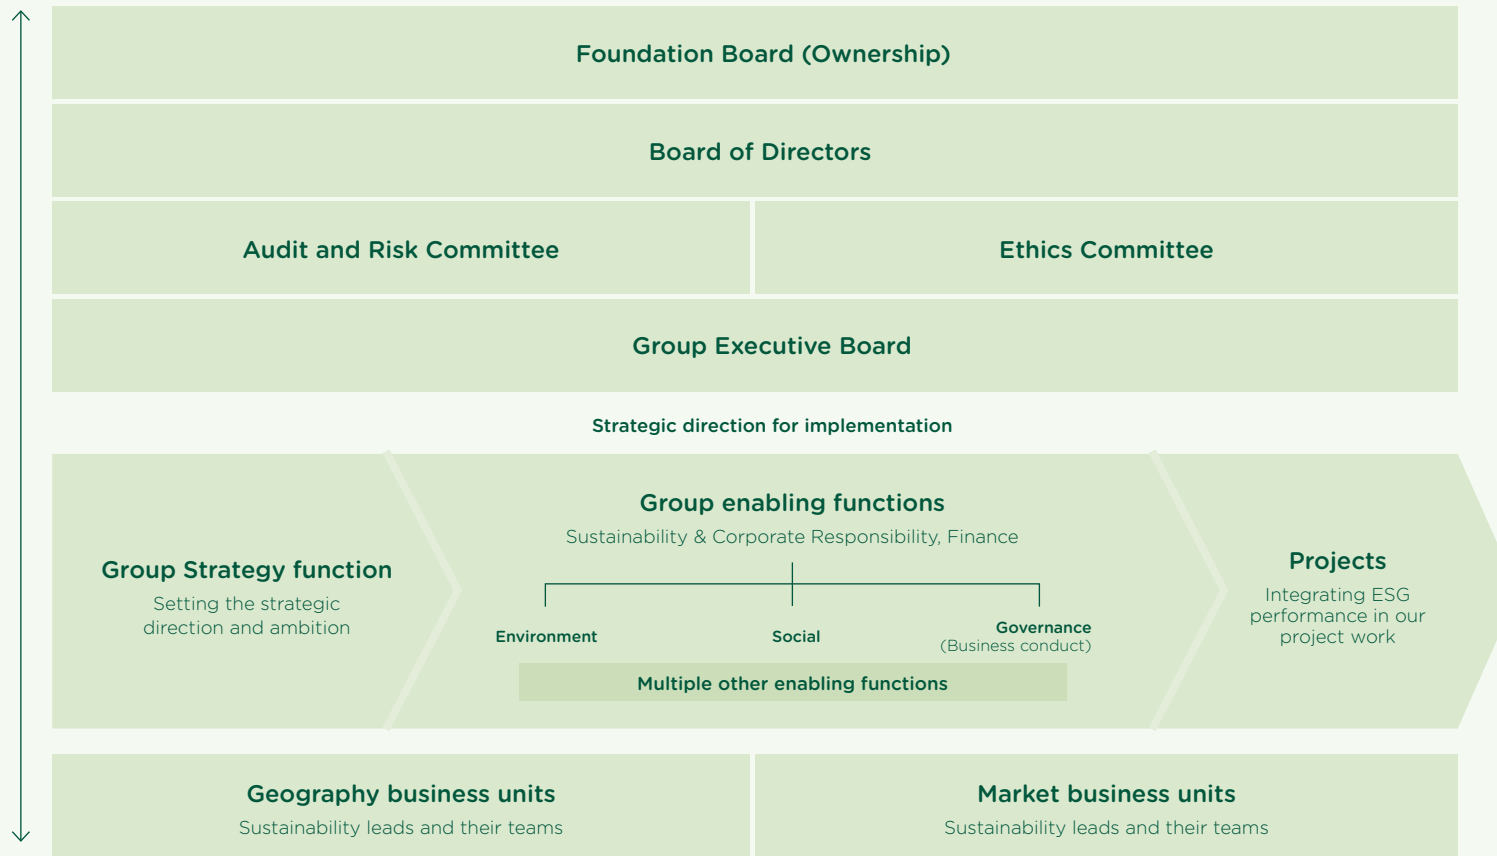 Foundation Board (Ownership)
Board of Directors
Audit and Risk Committee
Ethics Committee
Group Executive Board
Strategic direction for implementation
Group Strategy function
Setting the strategic
direction and ambition
Group enabling functions
Sustainability & Corporate Responsibility, Finance
Environment
Social
Governance
(Business conduct)
Multiple other enabling functions
Projects
Integrating ESG
performance in our
project work
Geography business units
Sustainability leads and their teams
Market business units
Sustainability leads and their teams